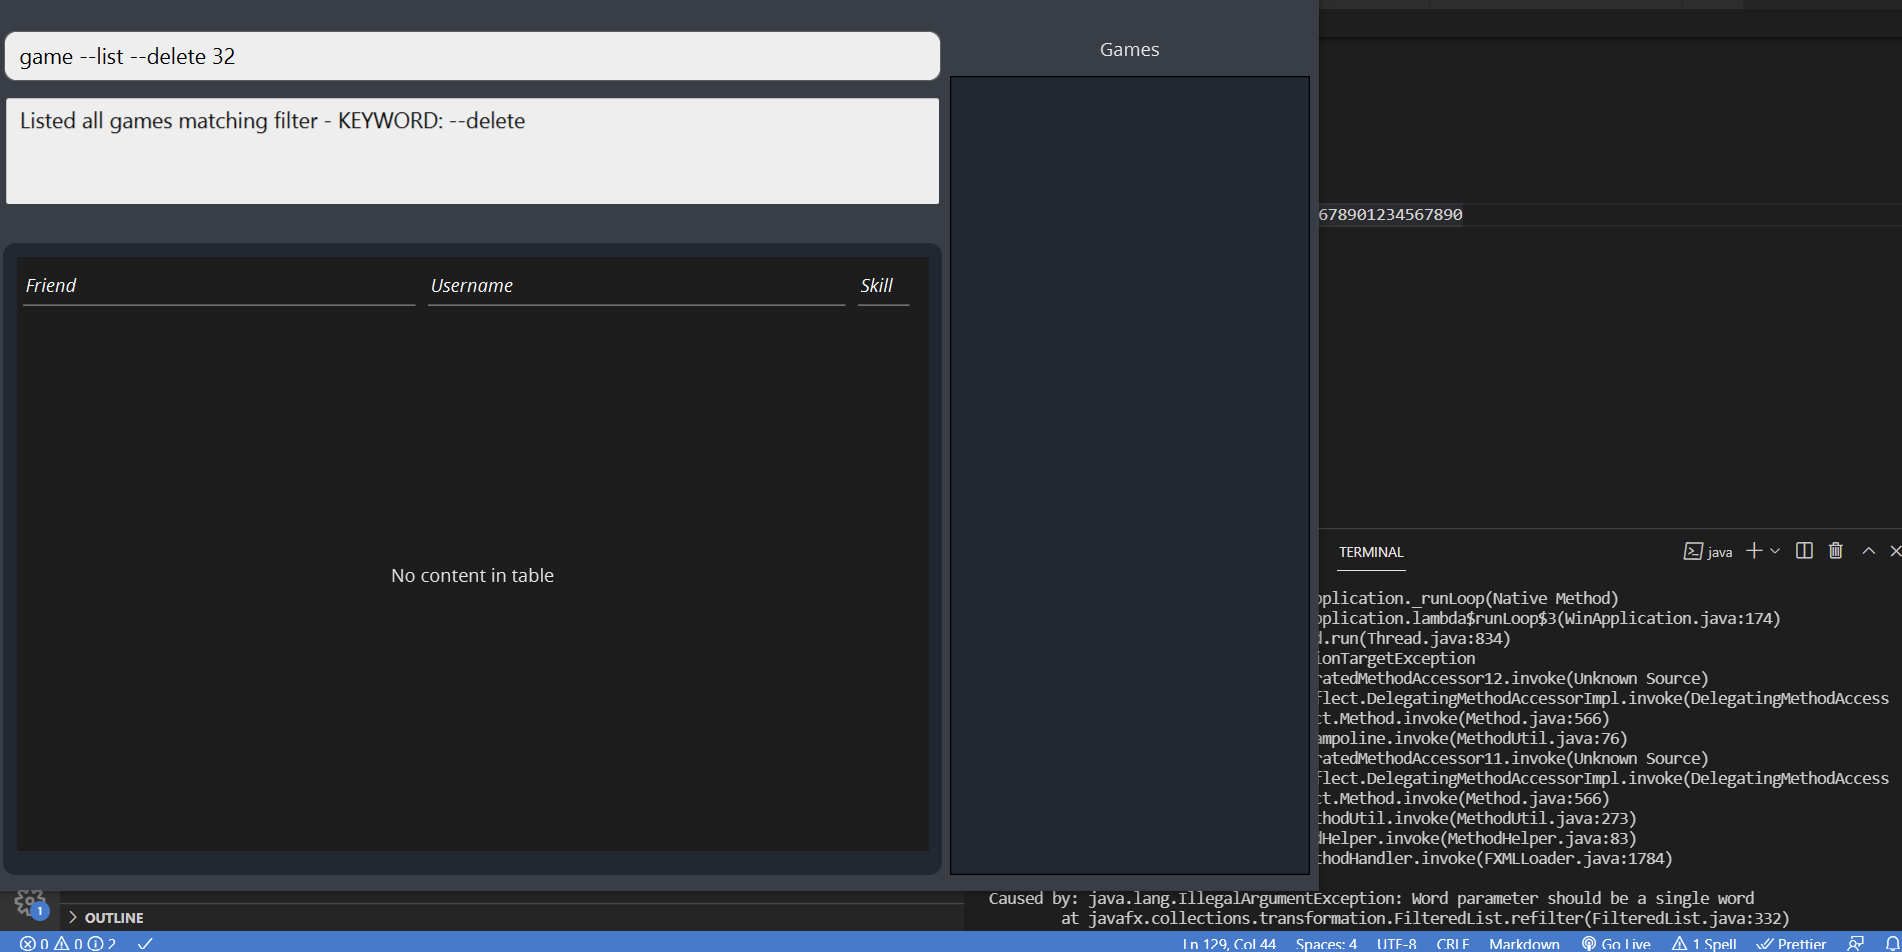 game --list --delete 32
Listed all games matching filter - KEYWORD: --delete
Friend Username Skill
No content in table
Games
678901234567890
TERMINAL
java
pplication._runLoop(Native Method)
pplication.lambda$runLoop$3(WinApplication.java:174)
d.run(Thread.java:834)
ionTargetException
ratedMethodAccessor12.invoke(Unknown Source)
flect.DelegatingMethodAccessorImpl.invoke(DelegatingMethodAccess
ct.Method.invoke(Method.java:566)
ampoline.invoke(MethodUtil.java:76)
ratedMethodAccessor11.invoke(Unknown Source)
flect.DelegatingMethodAccessorImpl.invoke(DelegatingMethodAccess
ct.Method.invoke(Method.java:566)
thodUtil.invoke(MethodUtil.java:273)
dHelper.invoke(MethodHelper.java:83)
thodHandler.invoke(FXMLLoader.java:1784)
Caused by: java.lang.IllegalArgumentException: Word parameter should be a single word
at javafx.collections.transformation.FilteredList.refilter(FilteredList.java:332)
1
OUTLINE
0 0 2
Ln 129, Col 44 Spaces: 4 UTF-8 CRLF Markdown Go Live 1 Spell Prettier